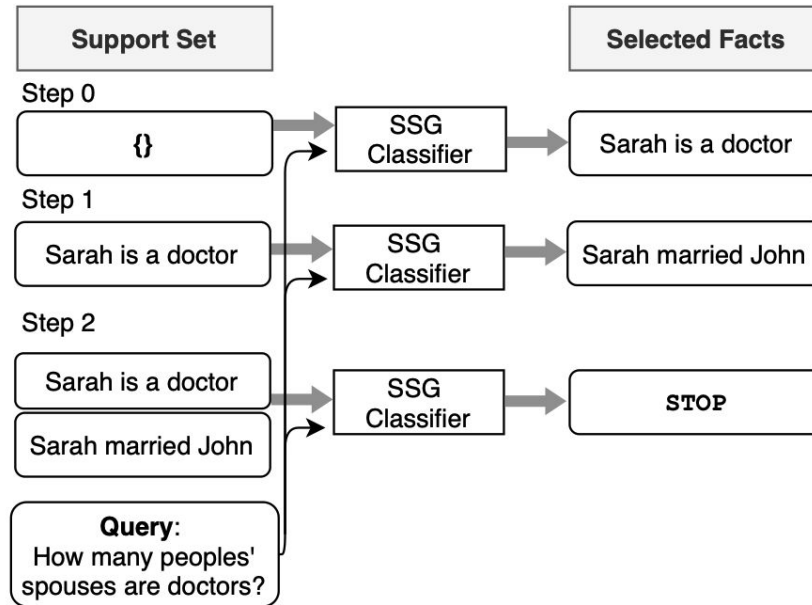 Support Set
Selected Facts
Step 0
{}
SSG
Classifier
Sarah is a doctor
Step 1
Sarah is a doctor
SSG
Classifier
Sarah married John
Step 2
Sarah is a doctor
Sarah married John
SSG
Classifier
STOP
Query:
How many peoples'
spouses are doctors?